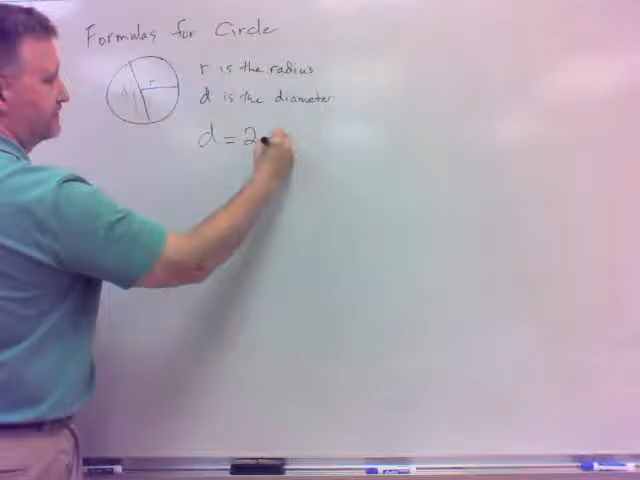 Formulas for Circle
r
r is the radius
d is the diameter
d = 2